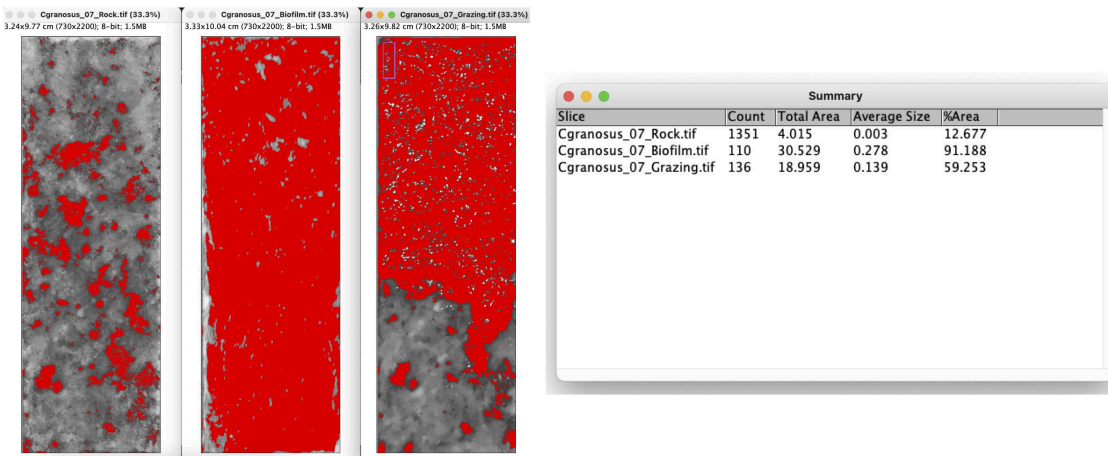 Cgranosus_07_Rock.tif (33.3%)
3.24x9.77 cm (730x2200); 8-bit; 1.5MB
Cgranosus_07_Biofilm.tif (33.3%)
3.33x10.04 cm (730x2200); 8-bit; 1.5MB
Cgranosus_07_Grazing.tif (33.3%)
3.26x9.82 cm (730x2200); 8-bit; 1.5MB
Summary
Slice Count Total Area Average Size %Area
Cgranosus_07_Rock.tif 1351 4.015 0.003 12.677
Cgranosus_07_Biofilm.tif 110 30.529 0.278 91.188
Cgranosus_07_Grazing.tif 136 18.959 0.139 59.253